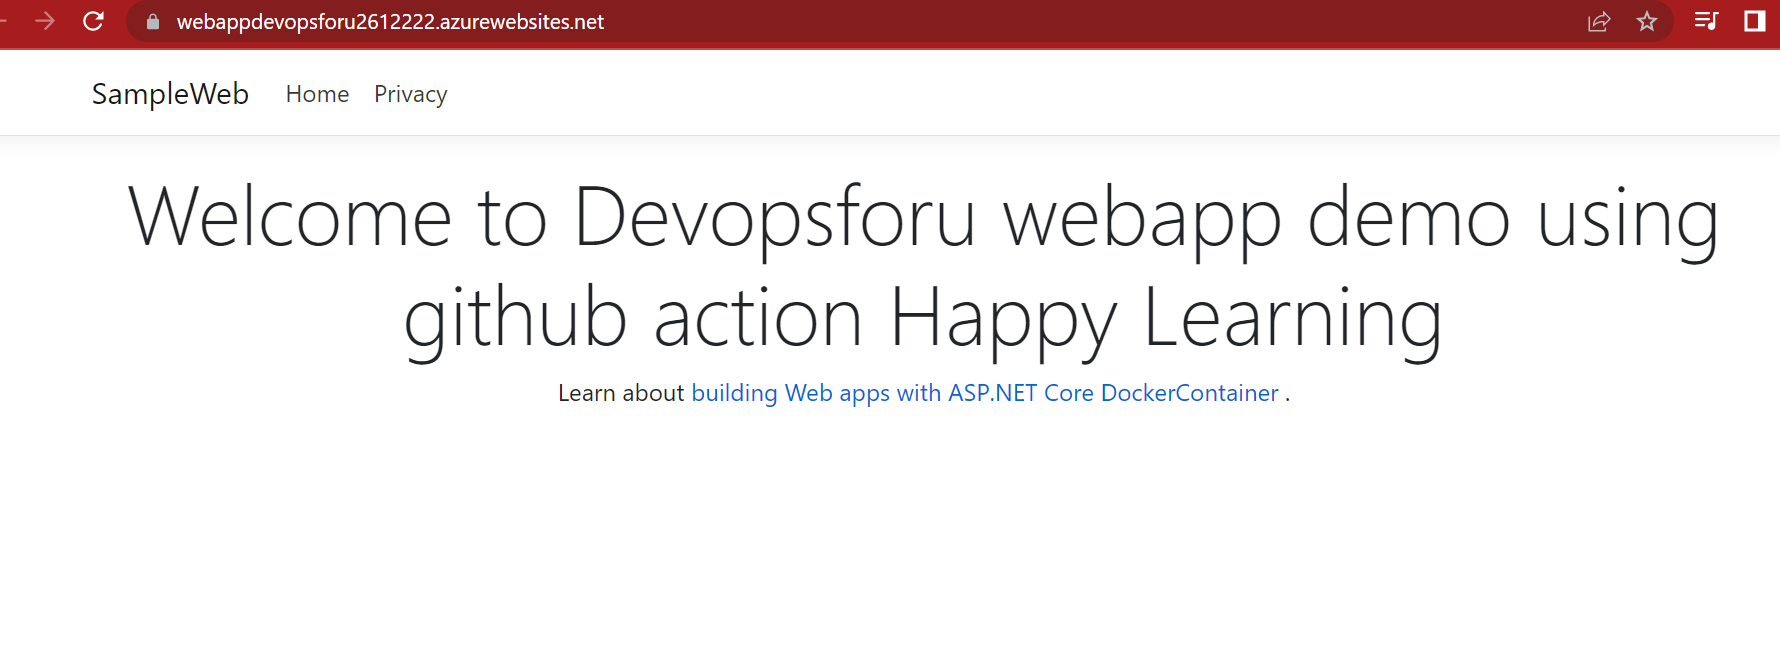 webappdevopsforu2612222.azurewebsites.net
SampleWeb Home Privacy
Welcome to Devopsforu webapp demo using
github action Happy Learning
Learn about building Web apps with ASP.NET Core DockerContainer .